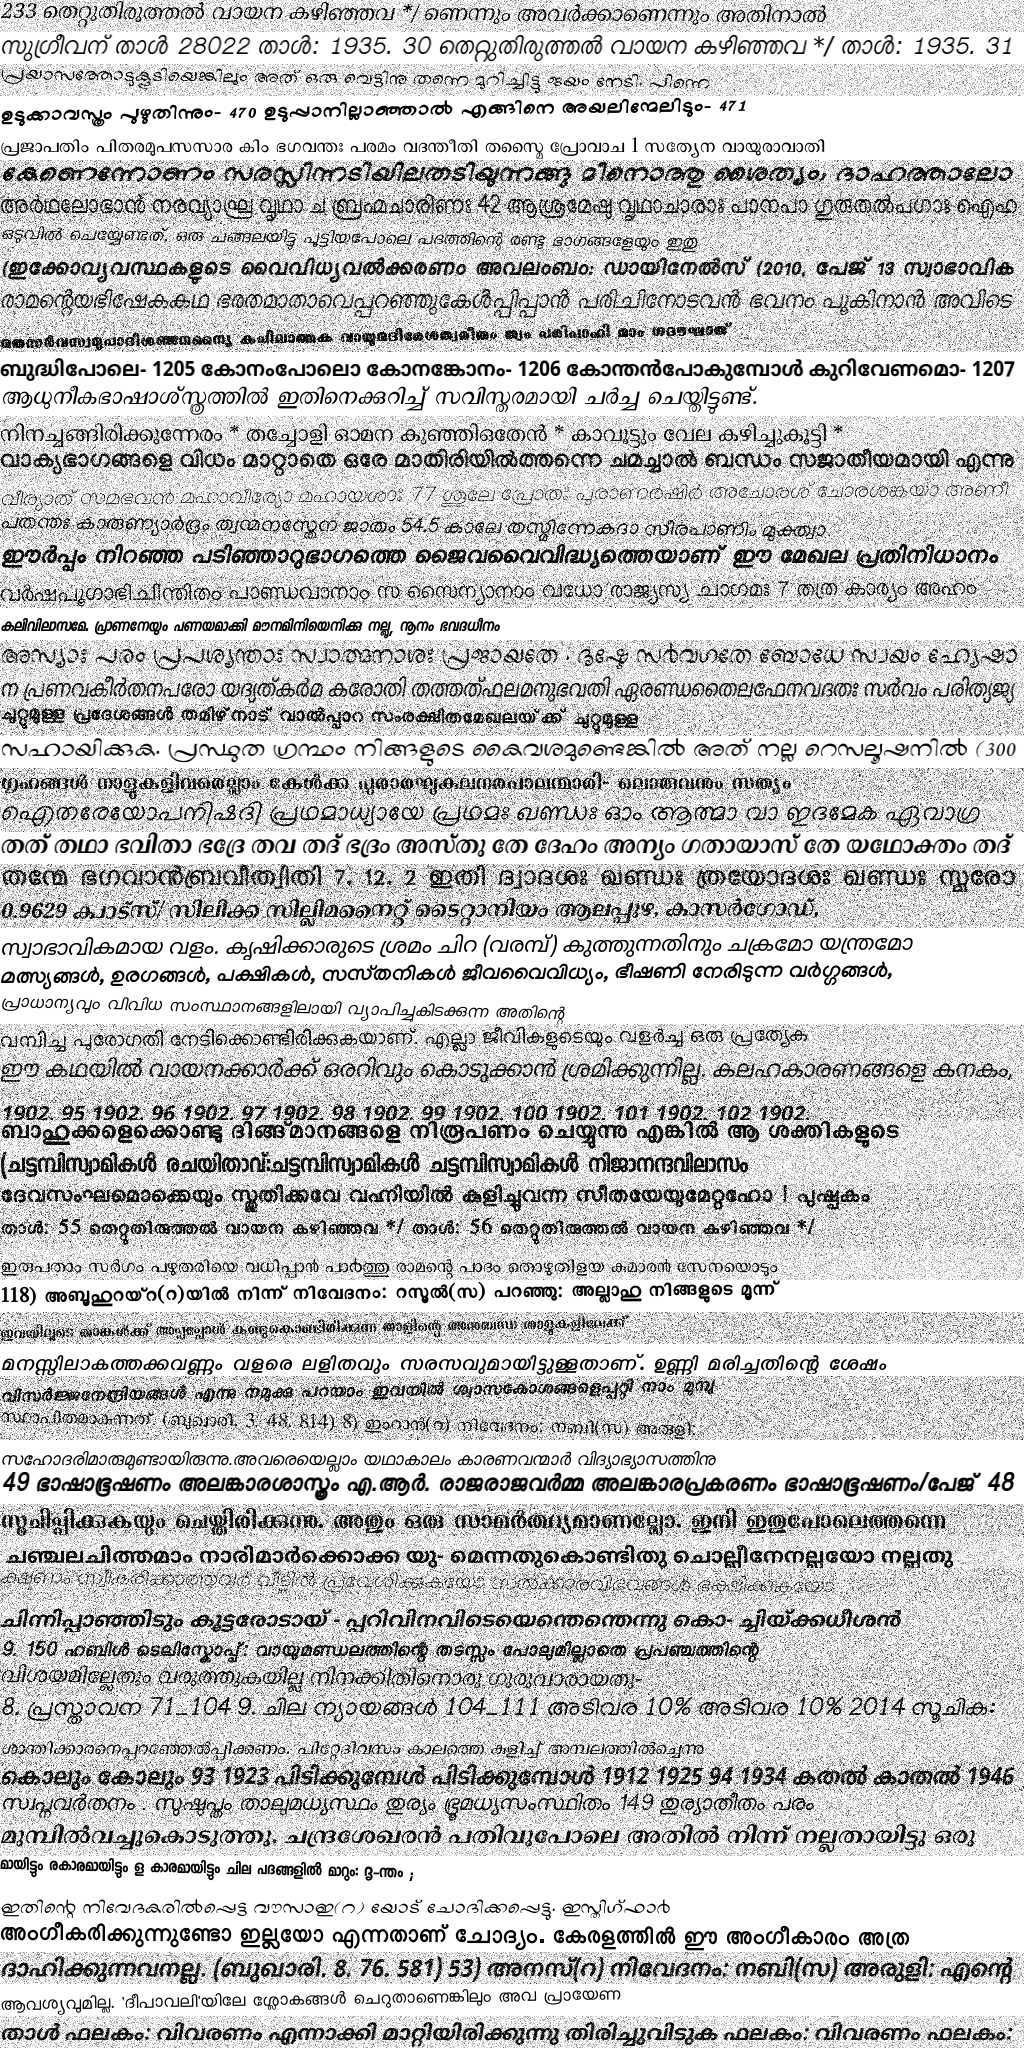 233 തെറ്റുതിരുത്തൽ വായന കഴിഞ്ഞവ */ ണെന്നും അവർക്കാണെന്നും അതിനാൽ
സുഗ്രീവന് താൾ 28022 താൾ: 1935. 30 തെറ്റുതിരുത്തൽ വായന കഴിഞ്ഞവ */ താൾ: 1935. 31
പ്രയാസത്തോടുകൂടിയെങ്കിലും അത് ഒരു വെട്ടിനു തന്നെ മുറിച്ചിട്ടു ജയം നേടി. പിന്നെ
ഉടുക്കാവസ്ത്രം പുഴുതിന്നും- 470 ഉടുപ്പാനില്ലാഞ്ഞാൽ എങ്ങിനെ അയലിന്മേലിടും- 471
പ്രജാപതിം പിതരമുപസസാര കിം ഭഗവന്തഃ പരമം വദന്തീതി തസ്മൈ പ്രോവാച 1 സത്യേന വായുരാവാതി
കേണെന്നോണം സരസ്സിന്നടിയിലതടിയൂന്നങ്ങു മിന്നൊത്തു ശൈത്യം, ദാഹത്താലോ
അർഥലോഭാൻ നരവ്യാഘ്ര വൃഥാ ച ബ്രഹ്മചാരിണഃ 42 ആശ്രമേഷു വൃഥാചാരാഃ പാനപാ ഗുരുതൽപഗാഃ ഐഹ
ഒടുവിൽ ചെയ്യേണ്ടത്, ഒരു ചങ്ങലയിട്ടു പൂട്ടിയപോലെ പദത്തിന്റെ രണ്ടു ഭാഗങ്ങളേയും ഇതു
(ഇക്കോവ്യവസ്ഥകളുടെ വൈവിധ്യവൽക്കരണം അവലംബം: ഡായിനേൽസ് (2010, പേജ് 13 സ്വാഭാവിക
രാമന്റെയഭിഷേകകഥ ഭരതമാതാവെപ്പറഞ്ഞുകേൾപ്പിപ്പാൻ പരിചിനോടവൻ ഭവനം പൂകിനാൻ അവിടെ
ബുദ്ധിപോലെ- 1205 കോനംപോലൊ കോനങ്കോനം- 1206 കോന്തൻപോകുമ്പോൾ കുറിവേണമൊ- 1207
ആധുനീകഭാഷാശ്സ്ത്രത്തിൽ ഇതിനെക്കുറിച്ച് സവിസ്തരമായി ചർച്ച ചെയ്തിട്ടുണ്ട്.
നിനച്ചങ്ങിരിക്കുന്നേരം * തച്ചോളി ഓമന കുഞ്ഞിഒതേൻ * കാവൂട്ടും വേല കഴിച്ചുകൂട്ടി *
വാക്യഭാഗങ്ങളെ വിധം മാറ്റാതെ ഒരേ മാതിരിയിൽത്തന്നെ ചമച്ചാൽ ബന്ധം സജാതീയമായി എന്നു
വീര്യാത് സമഭവൻ മഹാവീര്യോ മഹായശാഃ 77 ശൂലേ പ്രോതഃ പുരാണർഷിർ അചോരശ് ചോരശങ്കയാ അണീ
പതന്തഃ കാരുണ്യാർദ്രം ത്വന്മനസ്തേന ജാതം 54.5 കാലേ തസ്മിന്നേകദാ സീരപാണിം മുക്ത്വാ
ഈർപ്പം നിറഞ്ഞ പടിഞ്ഞാറുഭാഗത്തെ ജൈവവൈവിദ്ധ്യത്തെയാണ് ഈ മേഖല പ്രതിനിധാനം
വർഷപൂഗാഭിചിന്തിതം പാണ്ഡവാനാം സ സൈന്യാനാം വധോ രാജ്യസ്യ ചാഗമഃ 7 തത്ര കാര്യം അഹം
കലിവിലാസമേ. പ്രാണനേയും പണയമാക്കി മൗനമിനിയെനിക്കു നല്ലൂ, നൂനം ഭവദധീനം
അസ്യാഃ പരം പ്രപശ്യന്താഃ സ്വാത്മനാശഃ പ്രജായതേ . ദൃഷ്ടേ സർവഗതേ ബോധേ സ്വയം ഹ്യേഷാ
ന പ്രണവകീർതനപരോ യദ്യത്കർമ കരോതി തത്തത്ഫലമനുഭവതി ഏരണ്ഡതൈലഫേനവദതഃ സർവം പരിത്യജ്യ
ചുറ്റുമുള്ള പ്രദേശങ്ങൾ തമിഴ്‌നാട് വാൽപ്പാറ സംരക്ഷിതമേഖലയ്ക്ക് ചുറ്റുമുള്ള
സഹായിക്കുക. പ്രസ്ഥുത ഗ്രന്ഥം നിങ്ങളുടെ കൈവശമുണ്ടെങ്കിൽ അത് നല്ല റെസല്യൂഷനിൽ (300
ഗൃഹങ്ങൾ നാളുകളിവരെല്ലാം കേൾക്ക
ഐതരേയോപനിഷദി പ്രഥമാധ്യായേ പ്രഥമഃ ഖണ്ഡഃ ഓം ആത്മാ വാ ഇദമേക ഏവാഗ്ര
തത് തഥാ ഭവിതാ ഭദ്രേ തവ തദ് ഭദ്രം അസ്തു തേ ദേഹം അന്യം ഗതായാസ് തേ യഥോക്തം തദ്
തന്മേ ഭഗവാൻബ്രവീത്വിതി 7. 12. 2 ഇതി ദ്വാദശഃ ഖണ്ഡഃ ത്രയോദശഃ ഖണ്ഡഃ സ്മരോ
0.9629 ക്വാട്സ്/സിലിക്ക സില്ലിമനൈറ്റ് ടൈറ്റാനിയം ആലപ്പുഴ, കാസർഗോഡ്,
സ്വാഭാവികമായ വളം. കൃഷിക്കാരുടെ ശ്രമം ചിറ (വരമ്പ്) കുത്തുന്നതിനും ചക്രമോ യന്ത്രമോ
മത്സ്യങ്ങൾ, ഉരഗങ്ങൾ, പക്ഷികൾ, സസ്തനികൾ ജീവവൈവിധ്യം, ഭീഷണി നേരിടുന്ന വർഗ്ഗങ്ങൾ,
പ്രാധാന്യവും വിവിധ സംസ്ഥാനങ്ങളിലായി വ്യാപിച്ചുകിടക്കുന്ന അതിന്റെ
വമ്പിച്ച പുരോഗതി നേടിക്കൊണ്ടിരിക്കുകയാണ്. എല്ലാ ജീവികളുടെയും വളർച്ച ഒരു പ്രത്യേക
ഈ കഥയിൽ വായനക്കാർക്ക് ഒരറിവും കൊടുക്കാൻ ശ്രമിക്കുന്നില്ല. കലഹകാരണങ്ങളെ കനകം,
1902. 95 1902. 96 1902. 97 1902. 98 1902. 99 1902. 100 1902. 101 1902. 102 1902.
ബാഹുക്കളെക്കൊണ്ടു ദിങ്ങ്മാനങ്ങളെ നിരൂപണം ചെയ്യുന്നു എങ്കിൽ ആ ശക്തികളൂടെ
(ചട്ടമ്പിസ്വാമികൾ രചയിതാവ്:ചട്ടമ്പിസ്വാമികൾ ചട്ടമ്പിസ്വാമികൾ നിജാനന്ദവിലാസം
ദേവസംഘമൊക്കെയും സ്തുതിക്കവേ വഹ്നിയിൽ കുളിച്ചുവന്ന സീതയേയുമേറ്റഹോ ! പുഷ്പകം
താൾ: 55 തെറ്റുതിരുത്തൽ വായന കഴിഞ്ഞവ */ താൾ: 56 തെറ്റുതിരുത്തൽ വായന കഴിഞ്ഞവ */
ഇരുപതാം സർഗം പഴുതരിയെ വധിപ്പാൻ പാർത്തു രാമന്റെ പാദം തൊഴുതിളയ കുമാരൻ സേനയൊടും
118) അബൂഹുറയ്റ(റ)യിൽ നിന്ന് നിവേദനം: റസൂൽ(സ) പറഞ്ഞു: അല്ലാഹു നിങ്ങളുടെ മൂന്ന്
മനസ്സിലാകത്തക്കവണ്ണം വളരെ ലളിതവും സരസവുമായിട്ടുള്ളതാണ്. ഉണ്ണി മരിച്ചതിന്റെ ശേഷം
വിസർജ്ജനേന്ദ്രിയങ്ങൾ എന്നു നമുക്കു പറയാം ഇവയിൽ ശ്വാസകോശങ്ങളെപ്പറ്റി നാം മുമ്പു
സ്ഥാപിതമാകുന്നത്. (ബുഖാരി. 3. 48. 814) 8) ഇംറാൻ(റ) നിവേദനം: നബി(സ) അരുളി:
സഹോദരിമാരുമുണ്ടായിരുന്നു.അവരെയെല്ലാം യഥാകാലം കാരണവന്മാർ വിദ്യാഭ്യാസത്തിനു
49 ഭാഷാഭൂഷണം അലങ്കാരശാസ്ത്രം എ.ആർ. രാജരാജവർമ്മ അലങ്കാരപ്രകരണം ഭാഷാഭൂഷണം/പേജ് 48
സൂചിപ്പിക്കുകയും ചെയ്തിരിക്കുന്നു. അതും ഒരു സാമർത്ഥ്യമാണല്ലോ. ഇനി ഇതുപോലെത്തന്നെ
ചഞ്ചലചിത്തമാം നാരിമാർക്കൊക്ക യു- മെന്നതുകൊണ്ടിതു ചൊല്ലീനേനല്ലയോ നല്ലതു
ക്ഷണം സ്വീകരിക്കാത്തയവർ വീട്ടിൽ പ്രവേശിക്കുകയോ സൽക്കാരവിഭവങ്ങൾ ഭക്ഷിക്കുകയോ
ചിന്നിപ്പാഞ്ഞിടും കൂട്ടരോടായ് - പ്പറിവിനവിടെയെന്തെന്തെന്നു കൊ- ച്ചിയ്ക്കധീശൻ
9. 150 ഹബിൾ ടെലിസ്കോപ്പ്: വായുമണ്ഡലത്തിന്റെ തടസ്സം പോലുമില്ലാതെ പ്രപഞ്ചത്തിന്റെ
വിശയമില്ലേതും വരുത്തുകയില്ല നിനക്കിതിനൊരു ഗുരുവാരായതു-
8. പ്രസ്താവന 71_104 9. ചില ന്യായങ്ങൾ 104_111 അടിവര 10% അടിവര 10% 2014 സൂചിക:
ശാന്തിക്കാരനെപ്പറഞ്ഞേൽപ്പിക്കണം. പിറ്റേദിവസം കാലത്തെ കുളിച്ച് അമ്പലത്തിൽച്ചെന്നു
കൊലും കോലും 93 1923 പിടിക്കുമ്പേൾ പിടിക്കുമ്പോൾ 1912 1925 94 1934 കതൽ കാതൽ 1946
സ്വപ്നവർതനം . സുഷുപ്തം താലുമധ്യസ്ഥം തുര്യം ഭ്രൂമധ്യസംസ്ഥിതം 149 തുര്യാതീതം പരം
മുമ്പിൽവച്ചുകൊടുത്തു. ചന്ദ്രശേഖരൻ പതിവുപോലെ അതിൽ നിന്ന് നല്ലതായിട്ടു ഒരു
മായിട്ടും രകാരമായിട്ടും ള കാരമായിട്ടും ചില പദങ്ങളിൽ മാറും: ദൃ-ന്തം ;
ഇതിന്റെ നിവേദകരിൽപ്പെട്ട വൗസാഇ(റ) യോട് ചോദിക്കപ്പെട്ടു. ഇസ്തിഗ്ഫാർ
അംഗീകരിക്കുന്നുണ്ടോ ഇല്ലയോ എന്നതാണ് ചോദ്യം. കേരളത്തിൽ ഈ അംഗീകാരം അത്ര
ദാഹിക്കുന്നവനല്ല. (ബുഖാരി. 8. 76. 581) 53) അനസ്(റ) നിവേദനം: നബി(സ) അരുളി: എന്റെ
ആവശ്യവുമില്ല. 'ദീപാവലി'യിലേ ശ്ലോകങ്ങൾ ചെറുതാണെങ്കിലും അവ പ്രായേണ
താൾ ഫലകം: വിവരണം എന്നാക്കി മാറ്റിയിരിക്കുന്നു തിരിച്ചുവിടുക ഫലകം: വിവരണം ഫലകം: